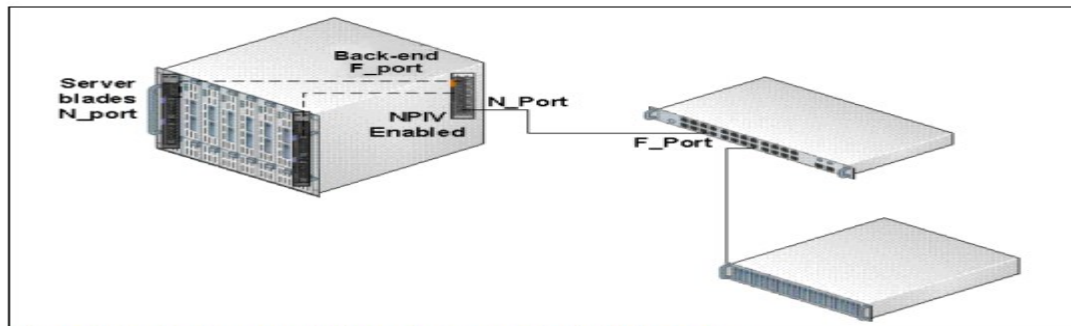 Server
blades
N_port
Back-end
F_port
NPIV
Enabled
N_Port
F_Port